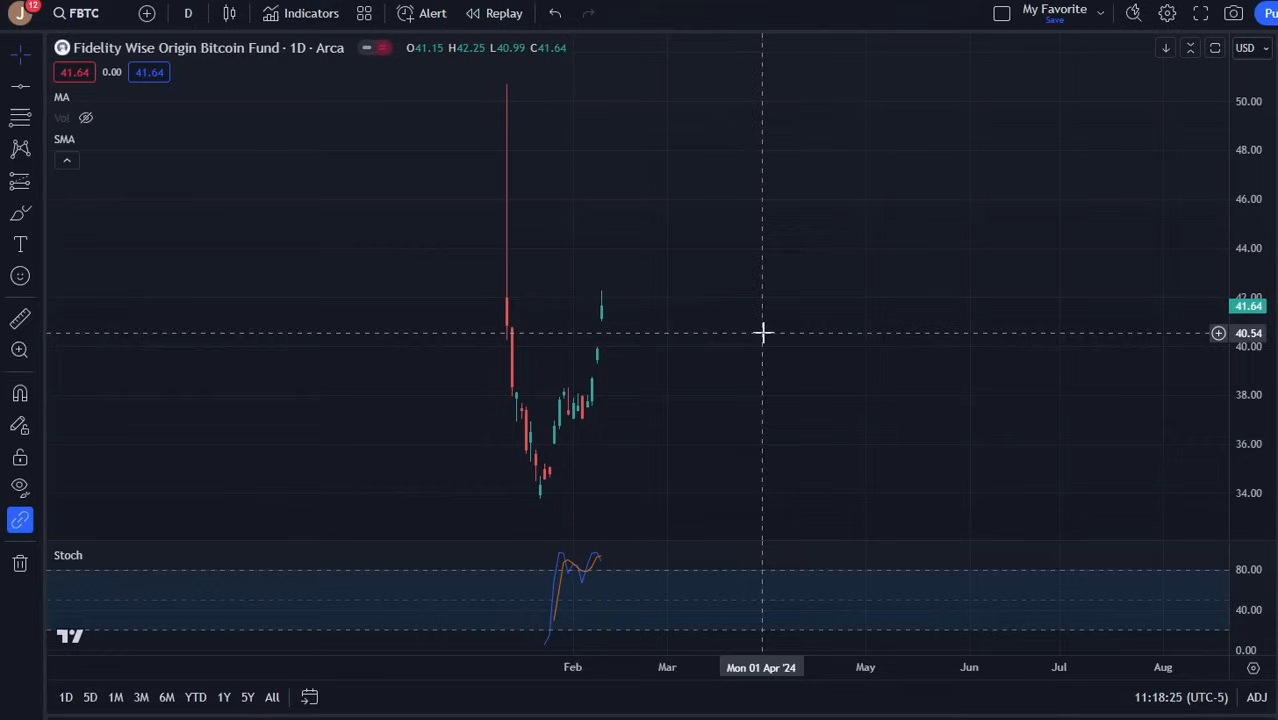 J 12 FBTC D Indicators Alert Replay My Favorite Save Pu
Fidelity Wise Origin Bitcoin Fund · 1D · Arca O41.15 H42.25 L40.99 C41.64 USD
41.64 0.00 41.64
MA
Vol
SMA
50.00
48.00
46.00
44.00
42.00
41.64
40.54
40.00
38.00
36.00
34.00
Stoch
80.00
40.00
0.00
Feb Mar Mon 01 Apr '24 May Jun Jul Aug
1D 5D 1M 3M 6M YTD 1Y 5Y All 11:18:25 (UTC-5) ADJ